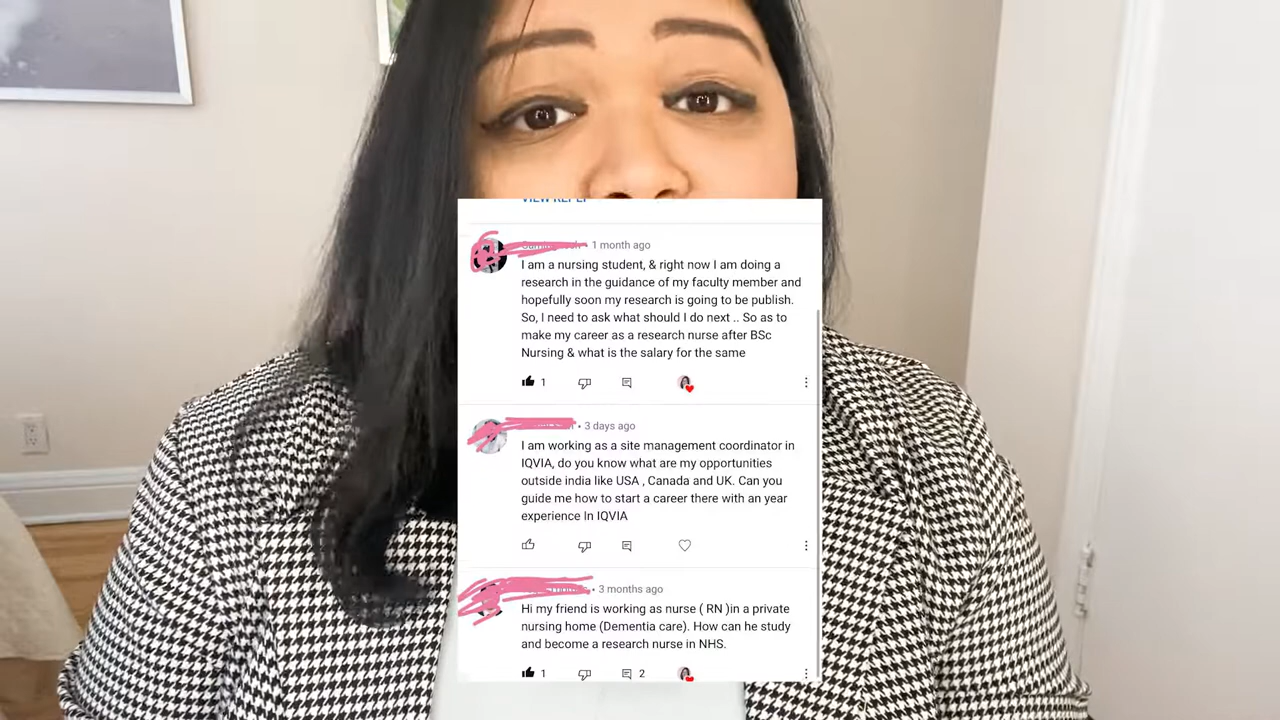 1 month ago
I am a nursing student, & right now I am doing a
research in the guidance of my faculty member and
hopefully soon my research is going to be publish.
So, I need to ask what should I do next .. So as to
make my career as a research nurse after BSc
Nursing & what is the salary for the same
1
• 3 days ago
I am working as a site management coordinator in
IQVIA, do you know what are my opportunities
outside india like USA , Canada and UK. Can you
guide me how to start a career there with an year
experience In IQVIA
• 3 months ago
Hi my friend is working as nurse ( RN )in a private
nursing home (Dementia care). How can he study
and become a research nurse in NHS.
1 2